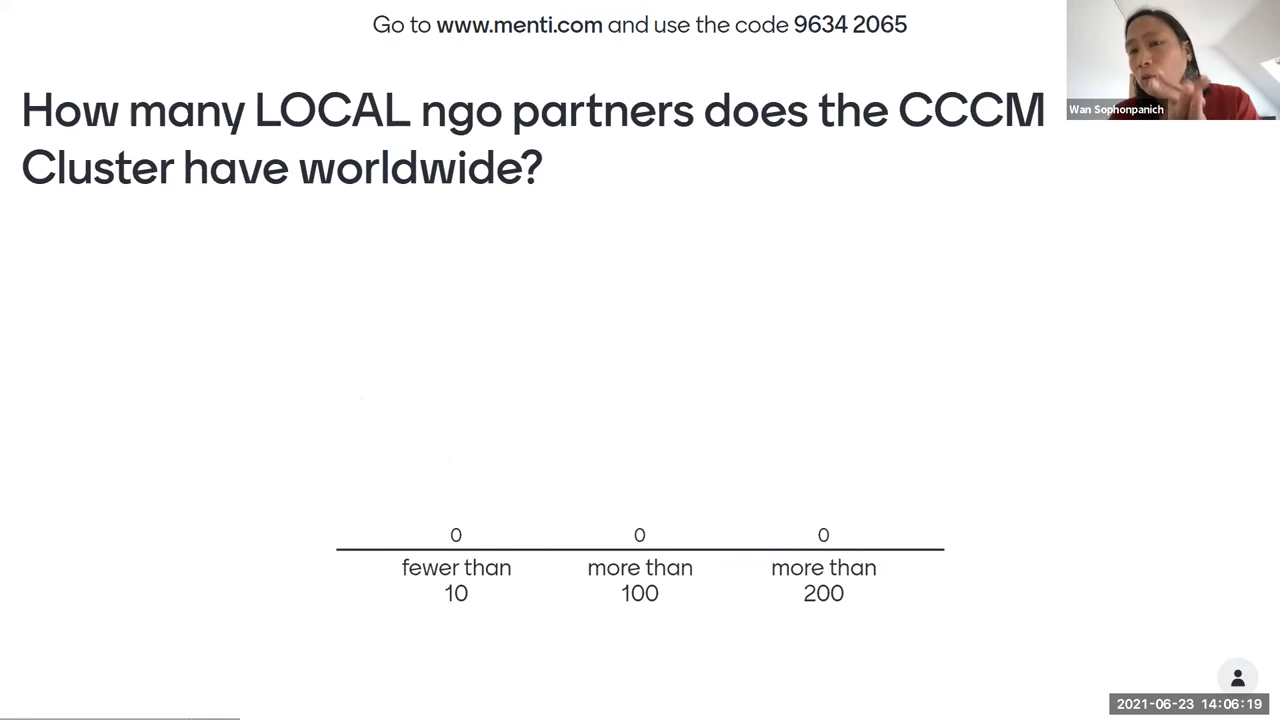 Go to www.menti.com and use the code 9634 2065
How many LOCAL ngo partners does the CCCM
Cluster have worldwide?
Wan Sophonpanich
0 0 0
fewer than more than more than
10 100 200
2021-06-23 14:06:19